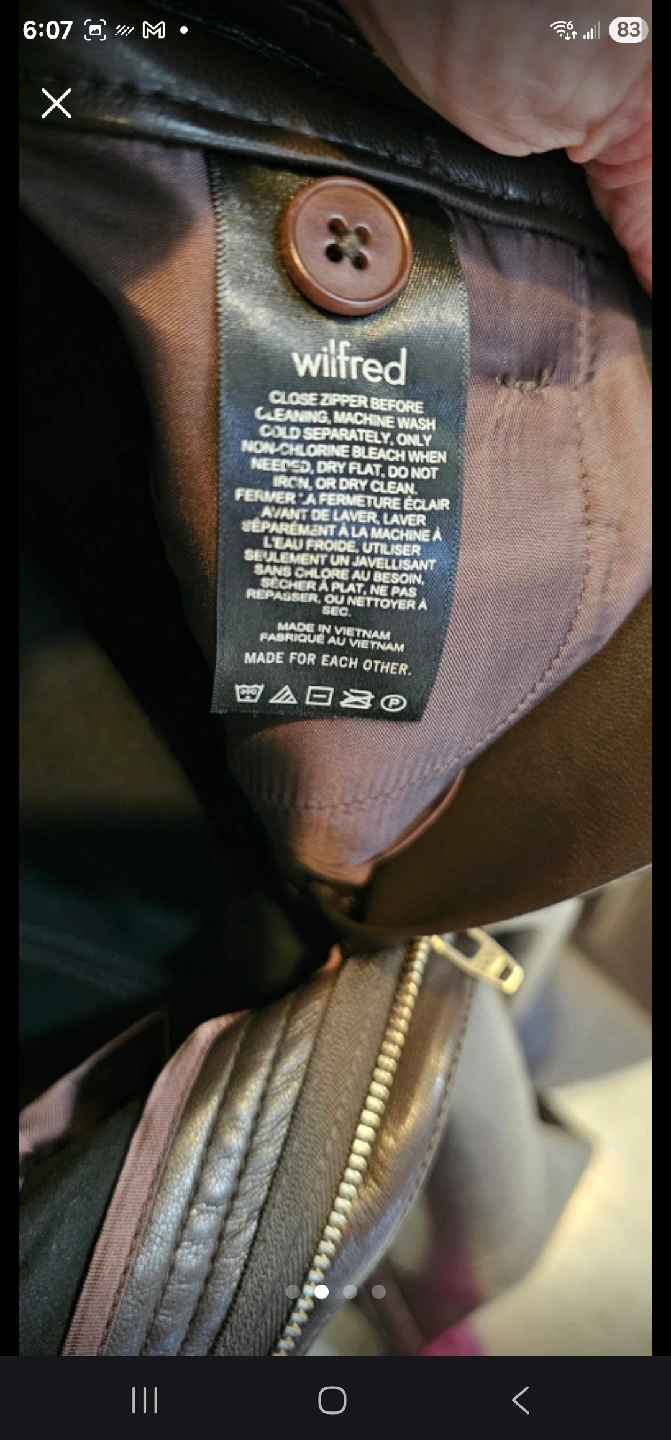 6:07
83
wilfred
CLOSE ZIPPER BEFORE
CLEANING, MACHINE WASH
COLD SEPARATELY, ONLY
NON-CHLORINE BLEACH WHEN
NEEDED, DRY FLAT, DO NOT
IRON, OR DRY CLEAN.
FERMER LA FERMETURE ÉCLAIR
AVANT DE LAVER, LAVER
SÉPARÉMENT À LA MACHINE À
L'EAU FROIDE, UTILISER
SEULEMENT UN JAVELLISANT
SANS CHLORE AU BESOIN,
SÉCHER À PLAT, NE PAS
REPASSER, OU NETTOYER À
SEC.
MADE IN VIETNAM
FABRIQUÉ AU VIETNAM
MADE FOR EACH OTHER.
P